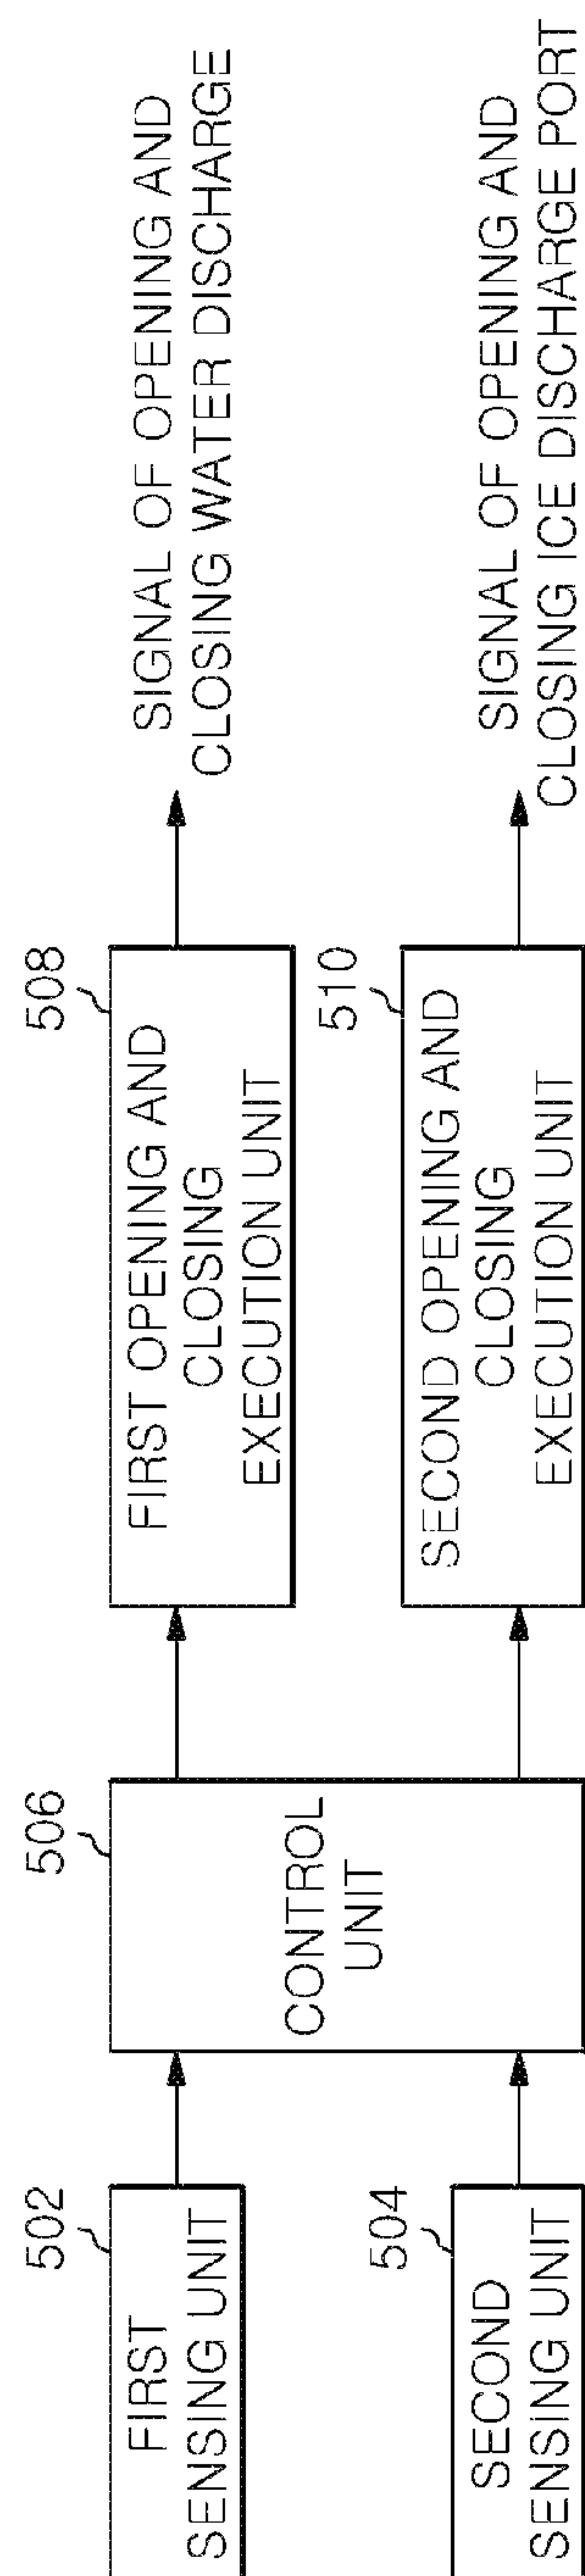 502
FIRST
SENSING UNIT
504
SECOND
SENSING UNIT
506
CONTROL
UNIT
508
FIRST OPENING AND
CLOSING
EXECUTION UNIT
510
SECOND OPENING AND
CLOSING
EXECUTION UNIT
SIGNAL OF OPENING AND
CLOSING WATER DISCHARGE
SIGNAL OF OPENING AND
CLOSING ICE DISCHARGE PORT